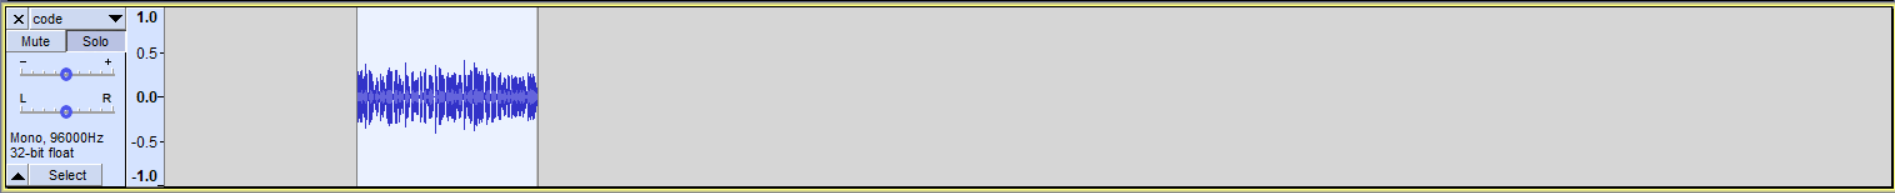 code
Mute Solo
- +
L R
Mono, 96000Hz
32-bit float
Select
1.0
0.5-
0.0-
-0.5-
-1.0